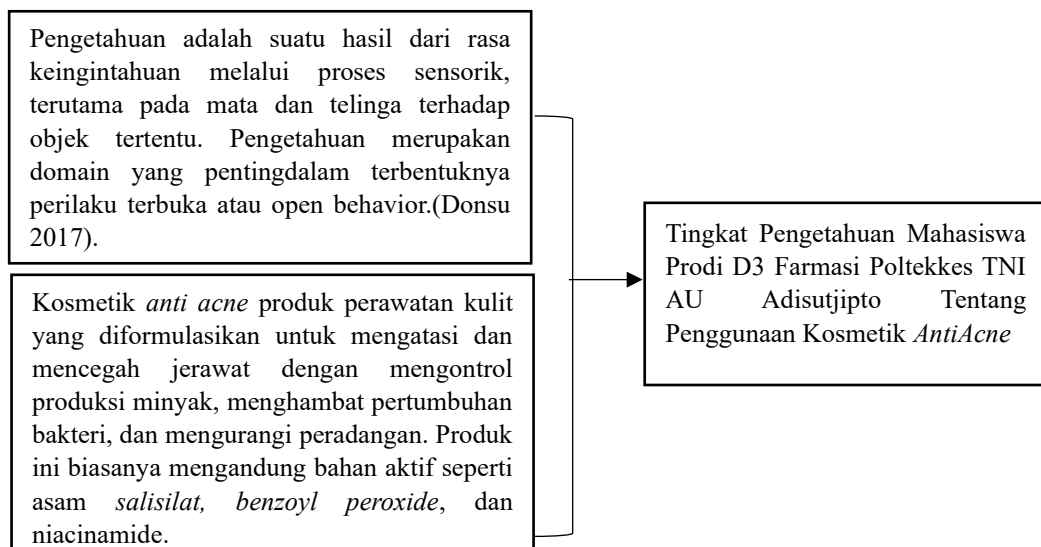 Pengetahuan adalah suatu hasil dari rasa
keingintahuan melalui proses sensorik,
terutama pada mata dan telinga terhadap
objek tertentu. Pengetahuan merupakan
domain yang pentingdalam terbentuknya
perilaku terbuka atau open behavior.(Donsu
2017).
Kosmetik anti acne produk perawatan kulit
yang diformulasikan untuk mengatasi dan
mencegah jerawat dengan mengontrol
produksi minyak, menghambat pertumbuhan
bakteri, dan mengurangi peradangan. Produk
ini biasanya mengandung bahan aktif seperti
asam salisilat, benzoyl peroxide, dan
niacinamide.
Tingkat Pengetahuan Mahasiswa
Prodi D3 Farmasi Poltekkes TNI
AU Adisutjipto Tentang
Penggunaan Kosmetik AntiAcne